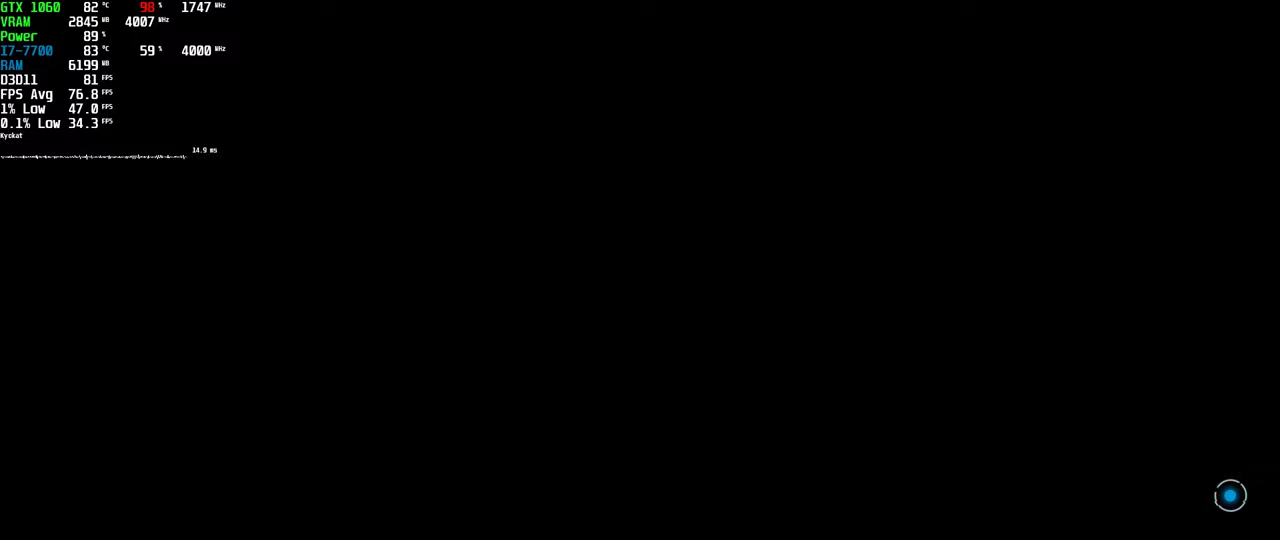 GTX 1060 82 °C 98 % 1747 MHz
VRAM 2845 MB 4007 MHz
Power 89 %
I7-7700 83 °C 59 % 4000 MHz
RAM 6199 MB
D3D11 81 FPS
FPS Avg 76.8 FPS
1% Low 47.0 FPS
0.1% Low 34.3 FPS
Kyckat
14.9 ms